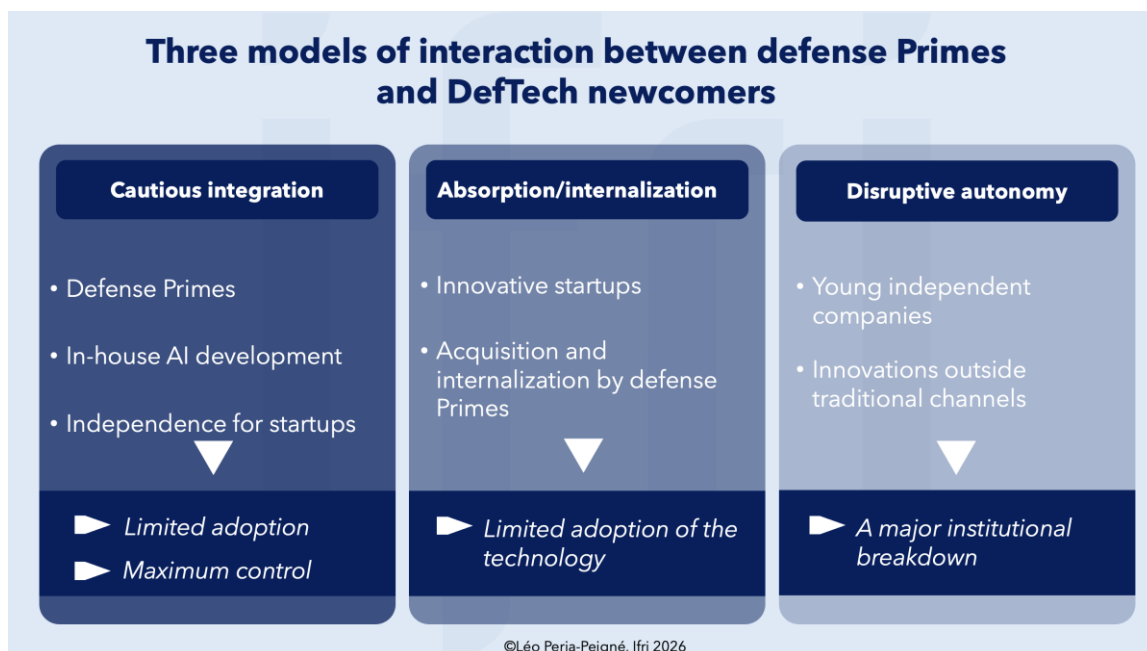 Three models of interaction between defense Primes
and DefTech newcomers
Cautious integration
• Defense Primes
• In-house AI development
• Independence for startups
Limited adoption
Maximum control
Absorption/internalization
• Innovative startups
• Acquisition and
internalization by defense
Primes
Limited adoption of the
technology
Disruptive autonomy
• Young independent
companies
• Innovations outside
traditional channels
A major institutional
breakdown
©Léo Peria-Peigné, Ifri 2026